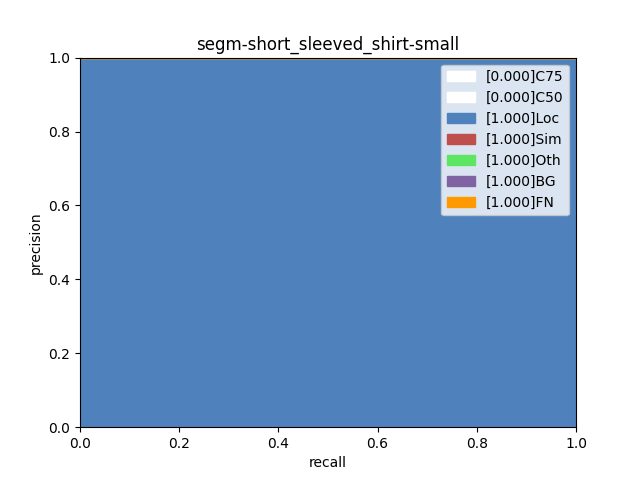 segm-short_sleeved_shirt-small
1.0
0.8
0.6
0.4
0.2
0.0
precision
[0.000]C75
[0.000]C50
[1.000]Loc
[1.000]Sim
[1.000]Oth
[1.000]BG
[1.000]FN
0.0 0.2 0.4 0.6 0.8 1.0
recall